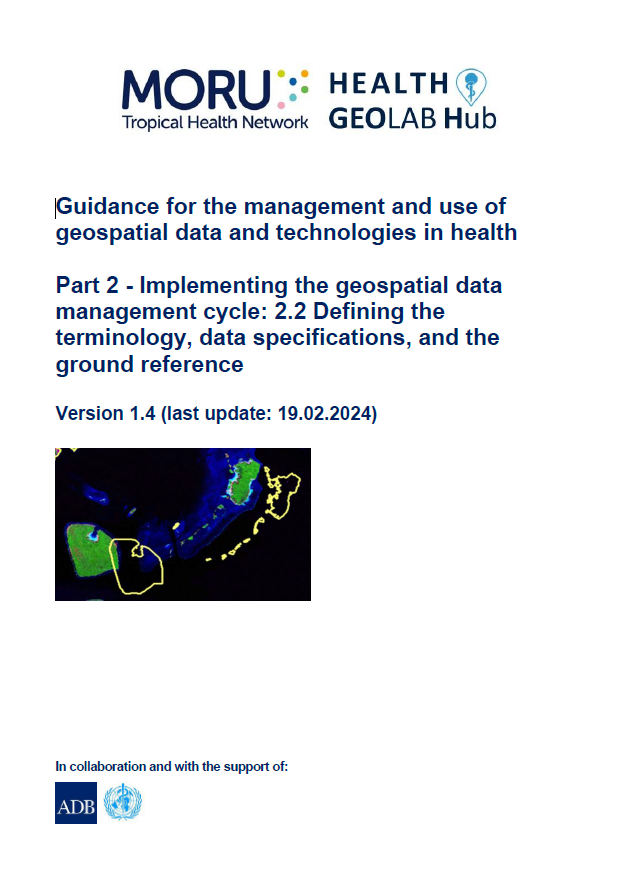 MORU
Tropical Health Network
HEALTH
GEOLAB Hub
Guidance for the management and use of
geospatial data and technologies in health
Part 2 - Implementing the geospatial data
management cycle: 2.2 Defining the
terminology, data specifications, and the
ground reference
Version 1.4 (last update: 19.02.2024)
In collaboration and with the support of:
ADB